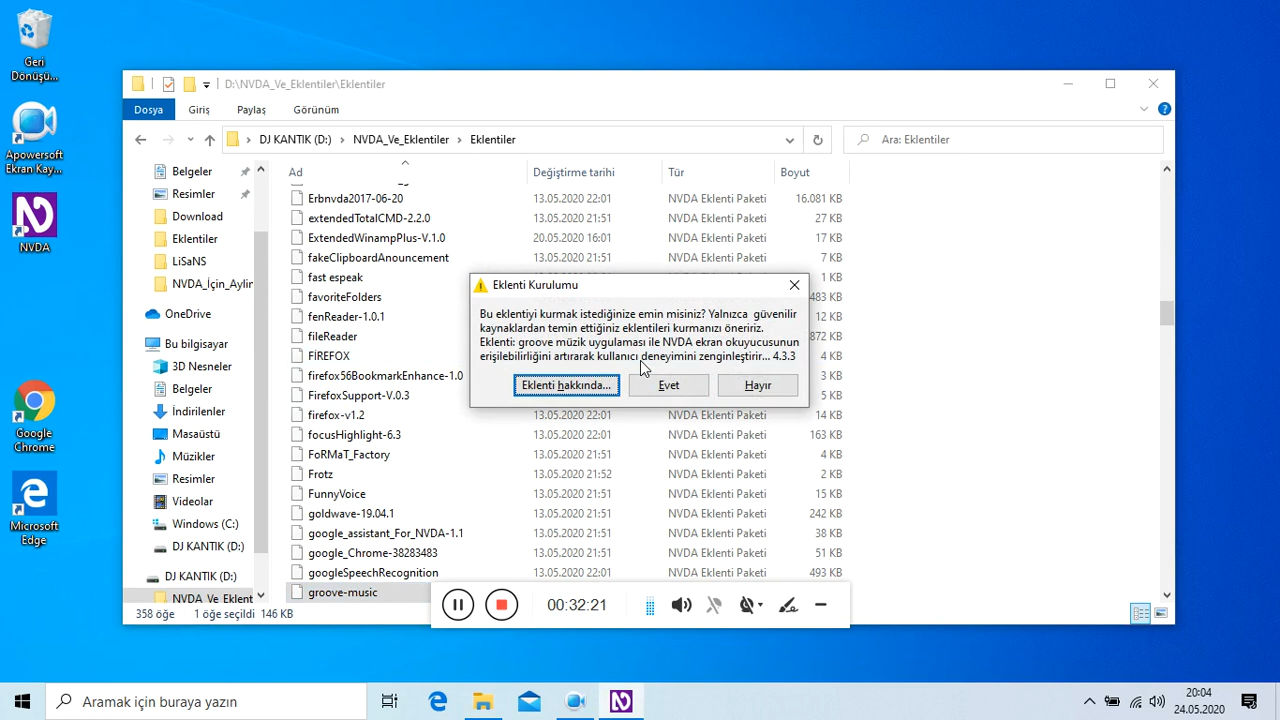 Geri
Dönüşü...
Apowersoft
Ekran Kay...
NVDA
Google
Chrome
Microsoft
Edge
D:\NVDA_Ve_Eklentiler\Eklentiler
Dosya Giriş Paylaş Görünüm
DJ KANTIK (D:) > NVDA_Ve_Eklentiler > Eklentiler
Ara: Eklentiler
Belgeler
Resimler
Download
Eklentiler
LiSaNS
NVDA_İçin_Aylin
OneDrive
Bu bilgisayar
3D Nesneler
Belgeler
İndirilenler
Masaüstü
Müzikler
Resimler
Videolar
Windows (C:)
DJ KANTIK (D:)
DJ KANTIK (D:)
NVDA_Ve_Eklent
Ad Değiştirme tarihi Tür Boyut
Erbnvda2017-06-20 13.05.2020 22:01 NVDA Eklenti Paketi 16.081 KB
extendedTotalCMD-2.2.0 13.05.2020 21:51 NVDA Eklenti Paketi 27 KB
ExtendedWinampPlus-V.1.0 20.05.2020 16:01 NVDA Eklenti Paketi 17 KB
fakeClipboardAnouncement 13.05.2020 21:51 NVDA Eklenti Paketi 7 KB
fast espeak 1 KB
favoriteFolders 483 KB
fenReader-1.0.1 2 KB
fileReader
FİREFOX
firefox56BookmarkEnhance-1.0 3 KB
FirefoxSupport-V.0.3 5 KB
firefox-v1.2 13.05.2020 22:01 NVDA Eklenti Paketi 14 KB
focusHighlight-6.3 13.05.2020 22:01 NVDA Eklenti Paketi 163 KB
FoRMaT_Factory 13.05.2020 21:51 NVDA Eklenti Paketi 4 KB
Frotz 13.05.2020 21:52 NVDA Eklenti Paketi 2 KB
FunnyVoice 13.05.2020 21:51 NVDA Eklenti Paketi 15 KB
goldwave-19.04.1 13.05.2020 21:51 NVDA Eklenti Paketi 242 KB
google_assistant_For_NVDA-1.1 13.05.2020 21:51 NVDA Eklenti Paketi 38 KB
google_Chrome-38283483 13.05.2020 21:51 NVDA Eklenti Paketi 51 KB
googleSpeechRecognition 13.05.2020 22:01 NVDA Eklenti Paketi 493 KB
groove-music
Eklenti Kurulumu
Bu eklentiyi kurmak istediğinize emin misiniz? Yalnızca güvenilir
kaynaklardan temin ettiğiniz eklentileri kurmanızı öneririz.
Eklenti: groove müzik uygulaması ile NVDA ekran okuyucusunun
erişilebilirliğini artırarak kullanıcı deneyimini zenginleştirir... 4.3.3
Eklenti hakkında... Evet Hayır
358 öğe 1 öğe seçildi 146 KB
00:32:21
Aramak için buraya yazın
20:04
24.05.2020